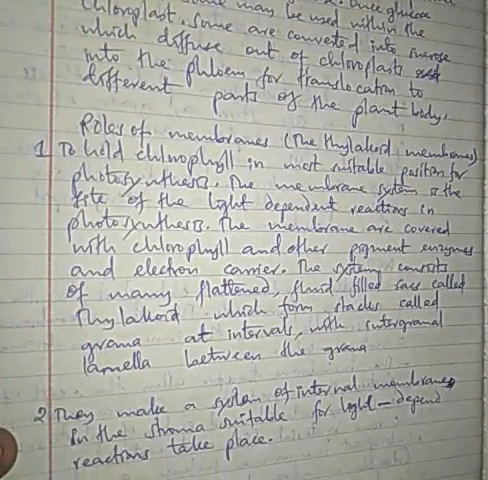 may be used within the
Chloroplast. Some are converted into sucrose
which diffuse out of chloroplasts
into the phloem for translocation to
different parts of the plant body.
Roles of membranes (The thylakoid membranes)
1 To hold chlorophyll in most suitable position for
photosynthesis. The membrane system is the
site of the light dependent reactions in
photosynthesis. The membrane are covered
with chlorophyll and other pigment enzymes
and electron carrier. The system consists
of many flattened, fluid filled sacs called
thylakoid which form stacks called
grana at intervals, with intergranal
lamella between the grana
2 They make a system of internal membranes
in the stroma suitable for light-depend
reactions take place.